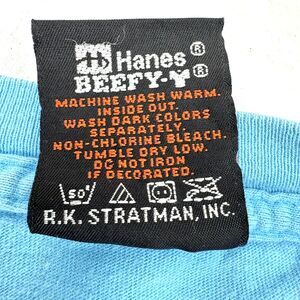 Hanes®
BEEFY-Y®
MACHINE WASH WARM.
INSIDE OUT.
WASH DARK COLORS
SEPARATELY.
NON-CHLORINE BLEACH.
TUMBLE DRY LOW.
DO NOT IRON
IF DECORATED.
50°
R.K. STRATMAN, INC.